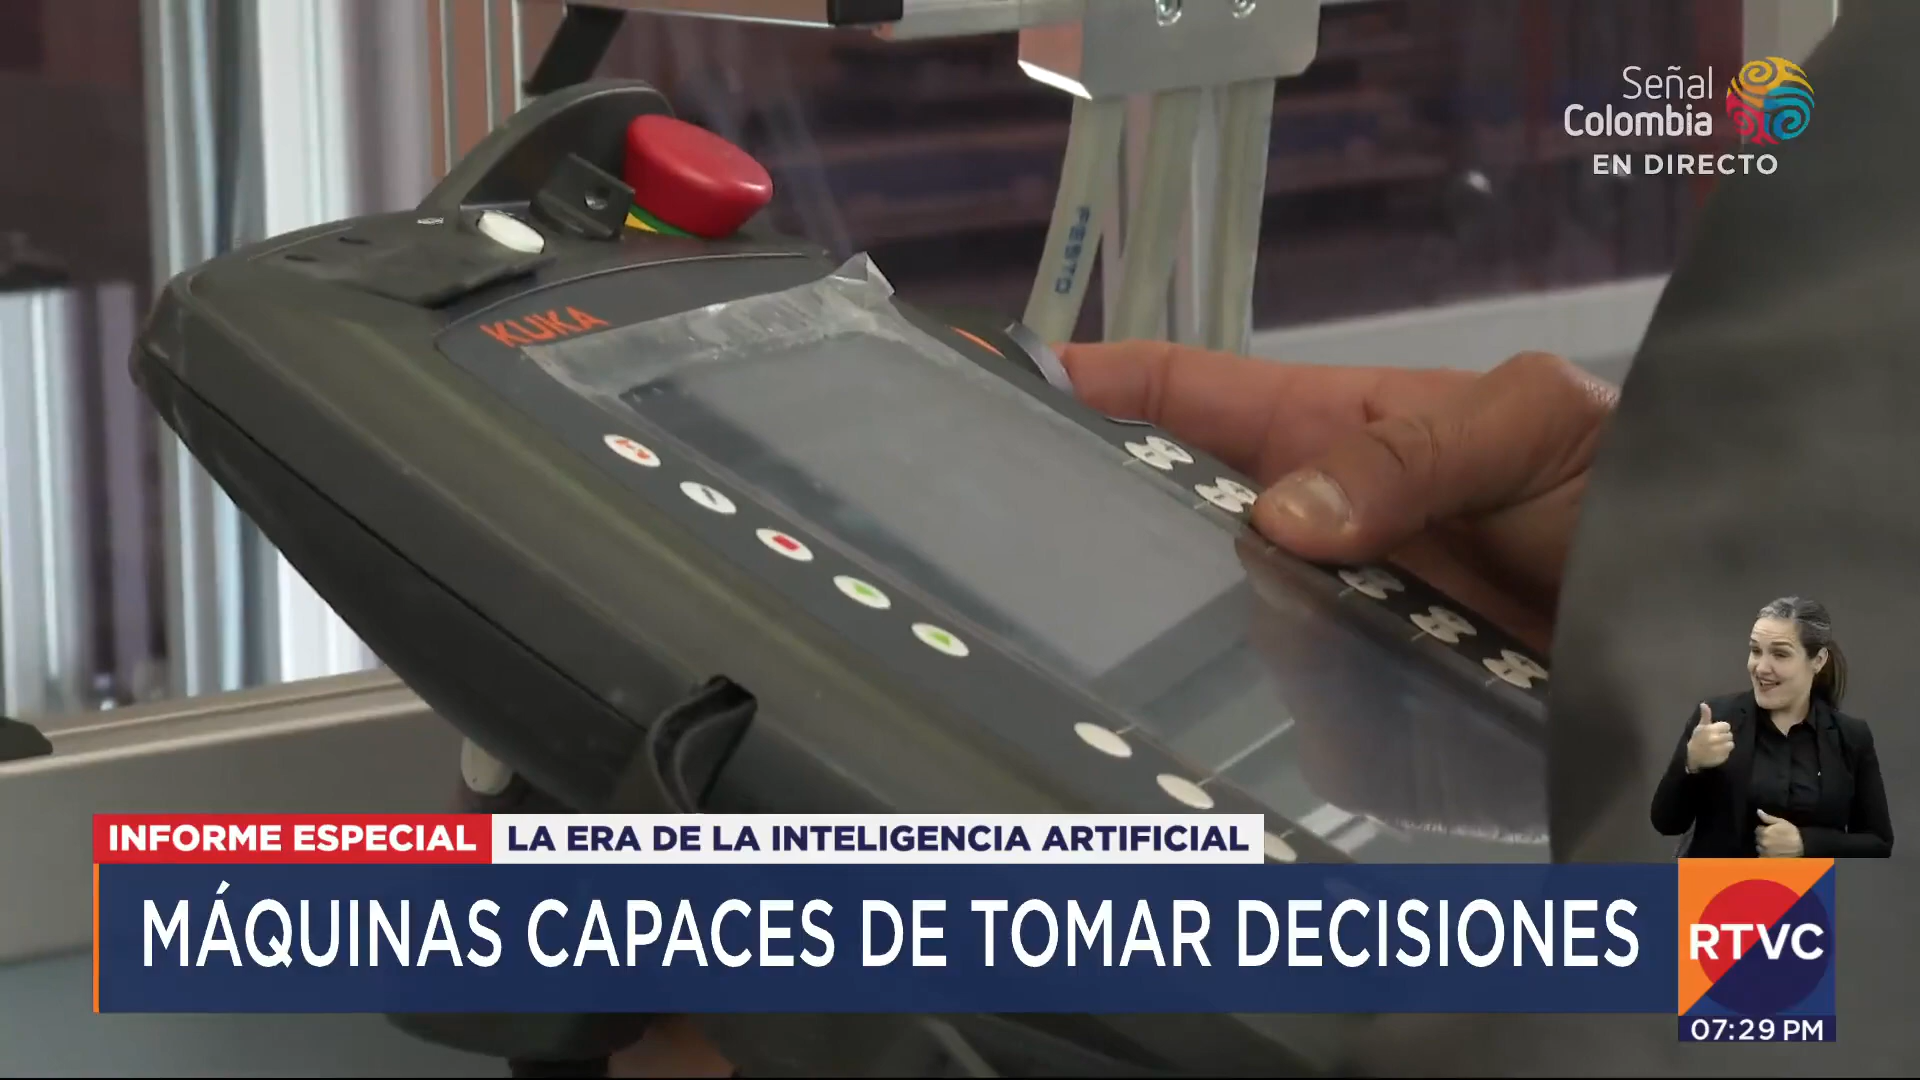 Señal
Colombia
EN DIRECTO
FESTO
KUKA
INFORME ESPECIAL
LA ERA DE LA INTELIGENCIA ARTIFICIAL
MÁQUINAS CAPACES DE TOMAR DECISIONES
RTVC
07:29 PM